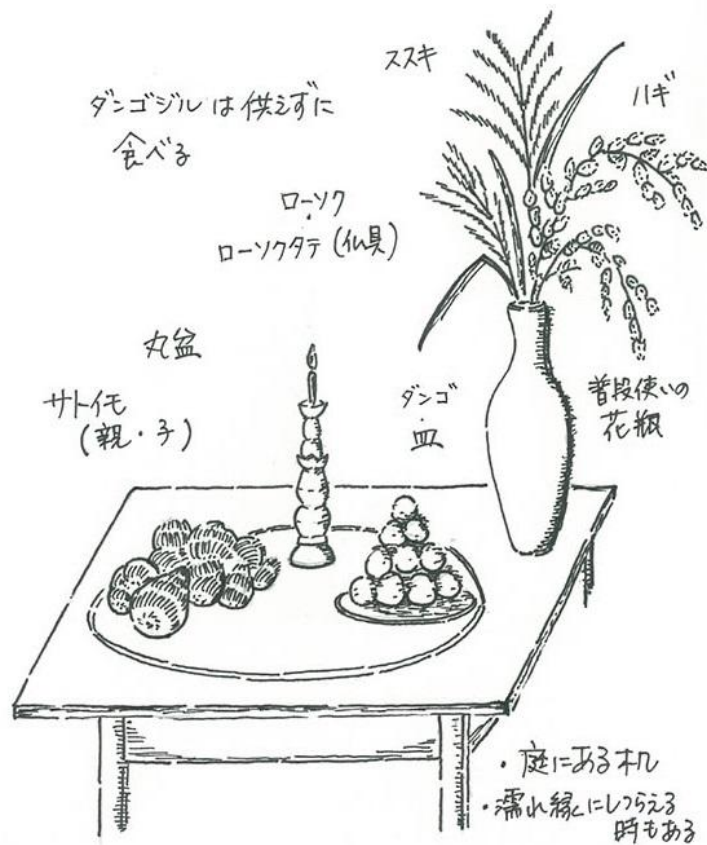 ススキ
ハギ
ダンゴジルは供えずに
食べる
ローソク
・
ローソクタテ(仏具)
丸盆
サトイモ
(親・子)
ダンゴ
・
皿
普段使いの
花瓶
・庭にある机
・濡れ縁にしつらえる
時もある